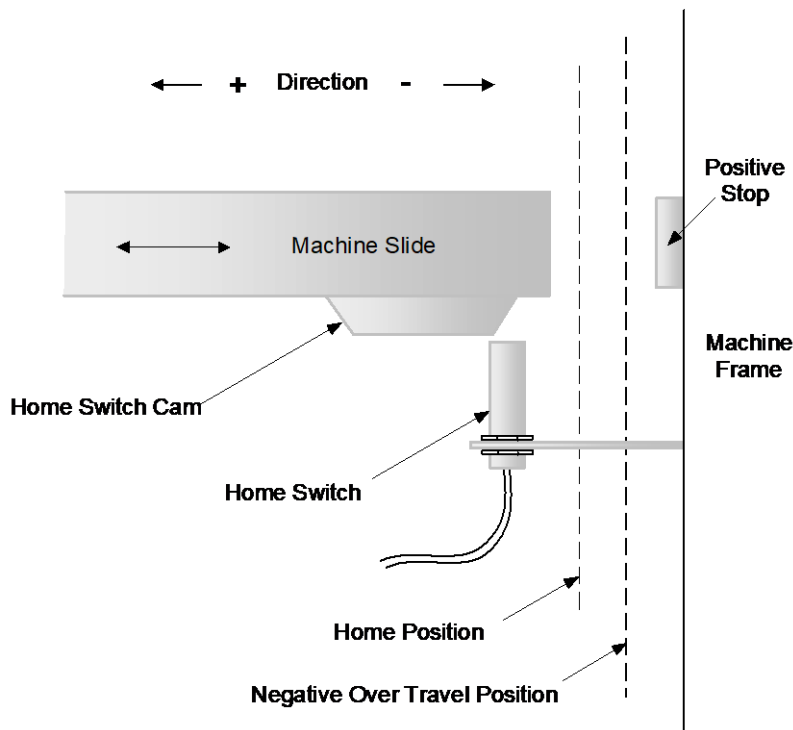 + Direction -
Positive
Stop
Machine Slide
Machine
Frame
Home Switch Cam
Home Switch
Home Position
Negative Over Travel Position